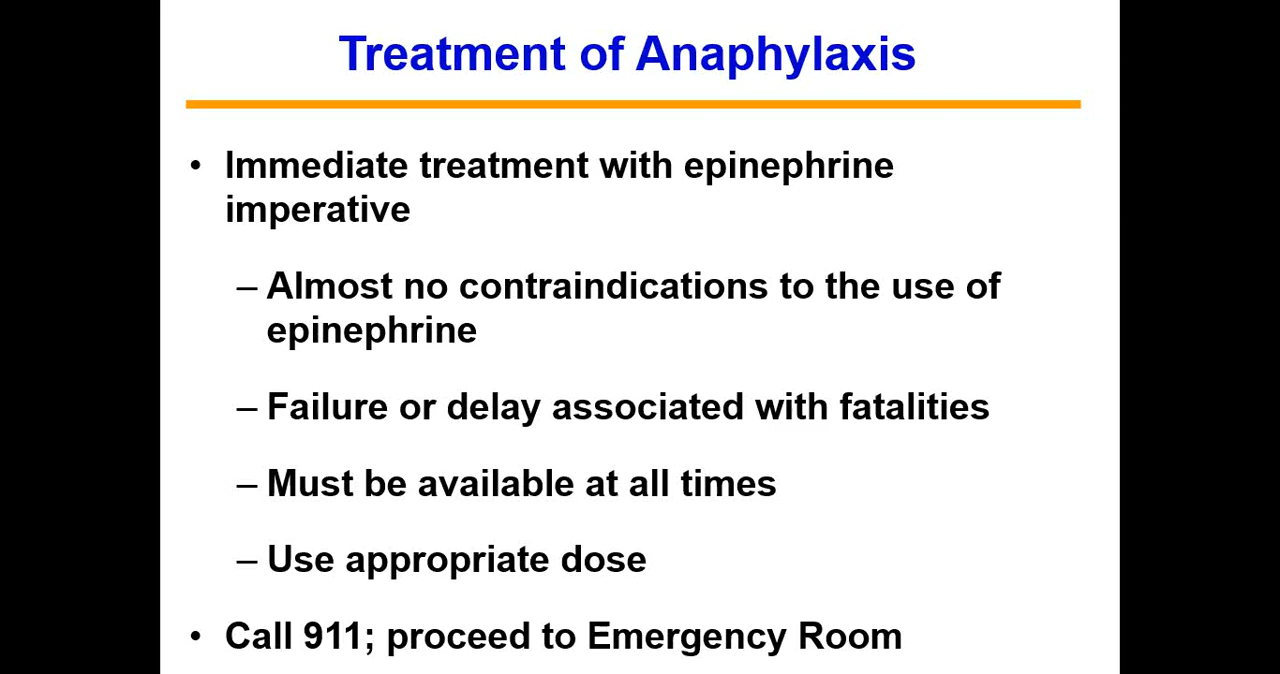 Treatment of Anaphylaxis
• Immediate treatment with epinephrine
imperative
– Almost no contraindications to the use of
epinephrine
– Failure or delay associated with fatalities
– Must be available at all times
– Use appropriate dose
• Call 911; proceed to Emergency Room